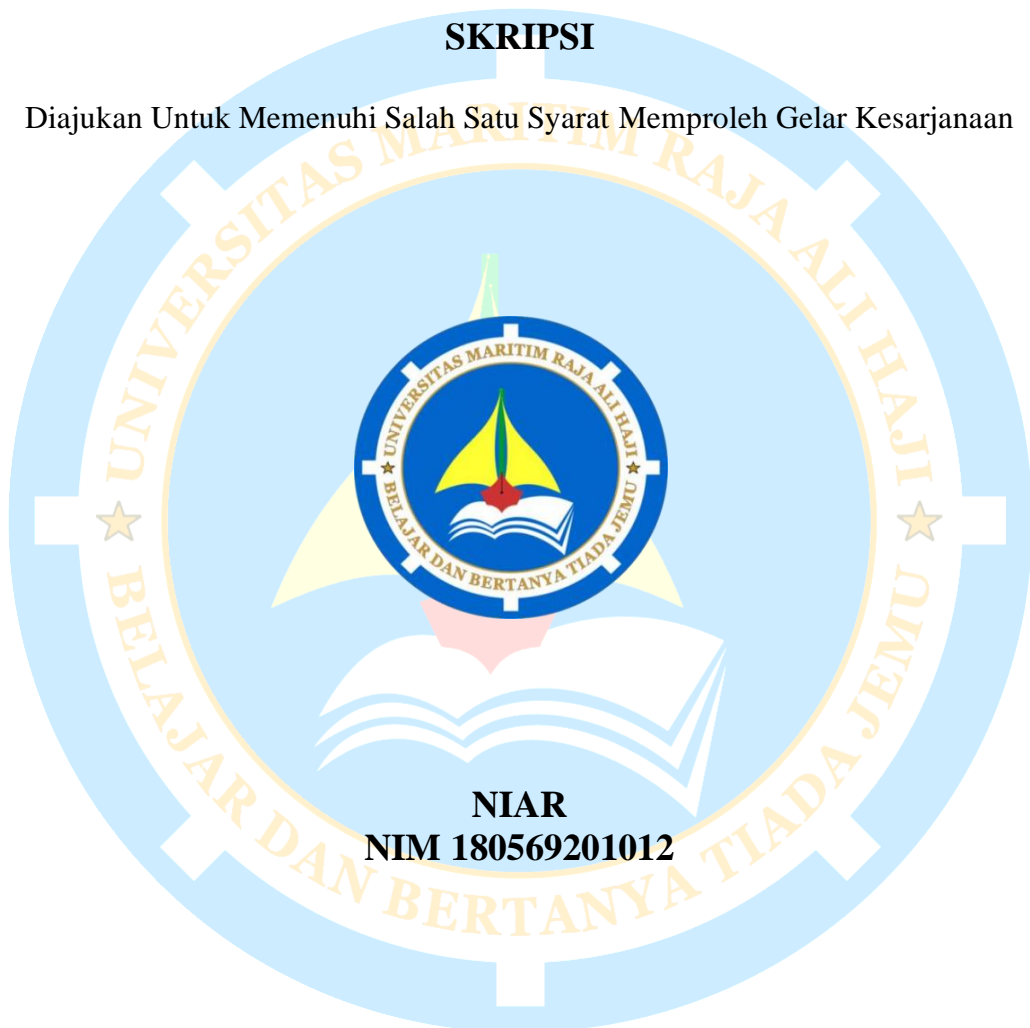 SKRIPSI
Diajukan Untuk Memenuhi Salah Satu Syarat Memproleh Gelar Kesarjanaan
UNIVERSITAS MARITIM RAJA ALI HAJI
BELAJAR DAN BERTANYA TIADA JEMU
UNIVERSITAS MARITIM RAJA ALI HAJI
BELAJAR DAN BERTANYA TIADA JEMU
NIAR
NIM 180569201012